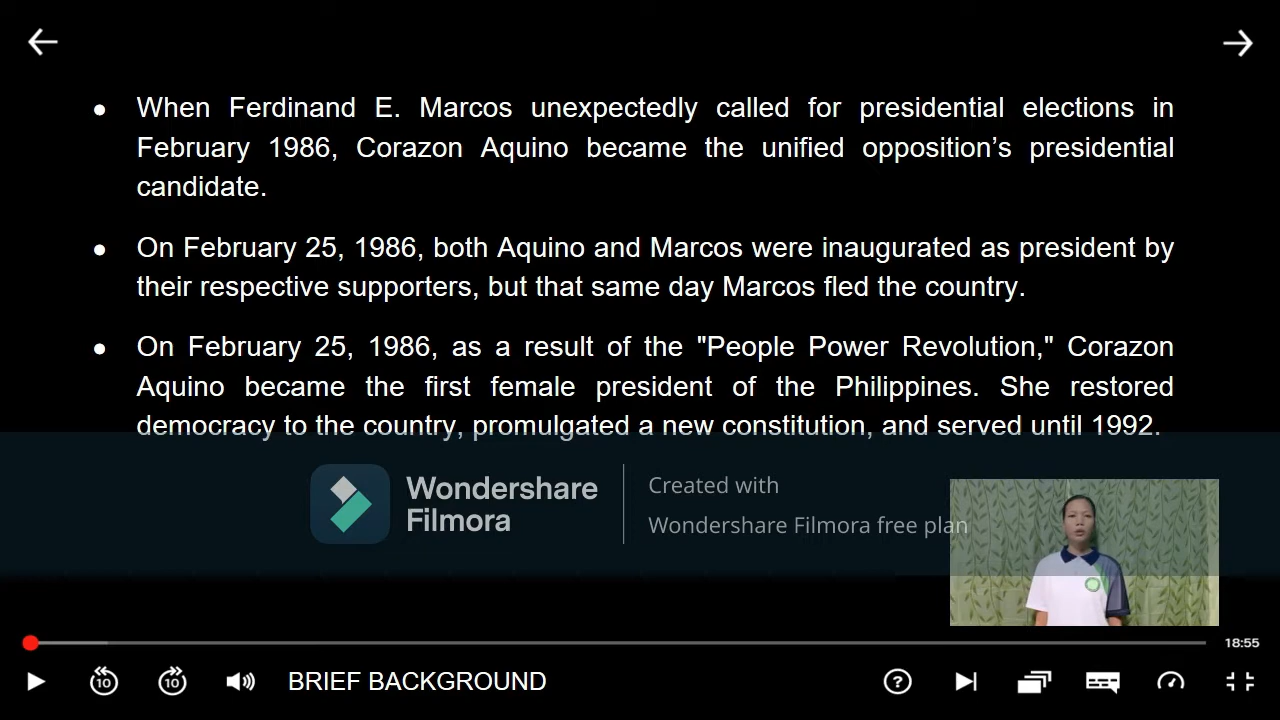 ● When Ferdinand E. Marcos unexpectedly called for presidential elections in
February 1986, Corazon Aquino became the unified opposition’s presidential
candidate.
● On February 25, 1986, both Aquino and Marcos were inaugurated as president by
their respective supporters, but that same day Marcos fled the country.
● On February 25, 1986, as a result of the "People Power Revolution," Corazon
Aquino became the first female president of the Philippines. She restored
democracy to the country, promulgated a new constitution, and served until 1992.
Wondershare
Filmora
Created with
Wondershare Filmora free plan
18:55
10
10
BRIEF BACKGROUND
?